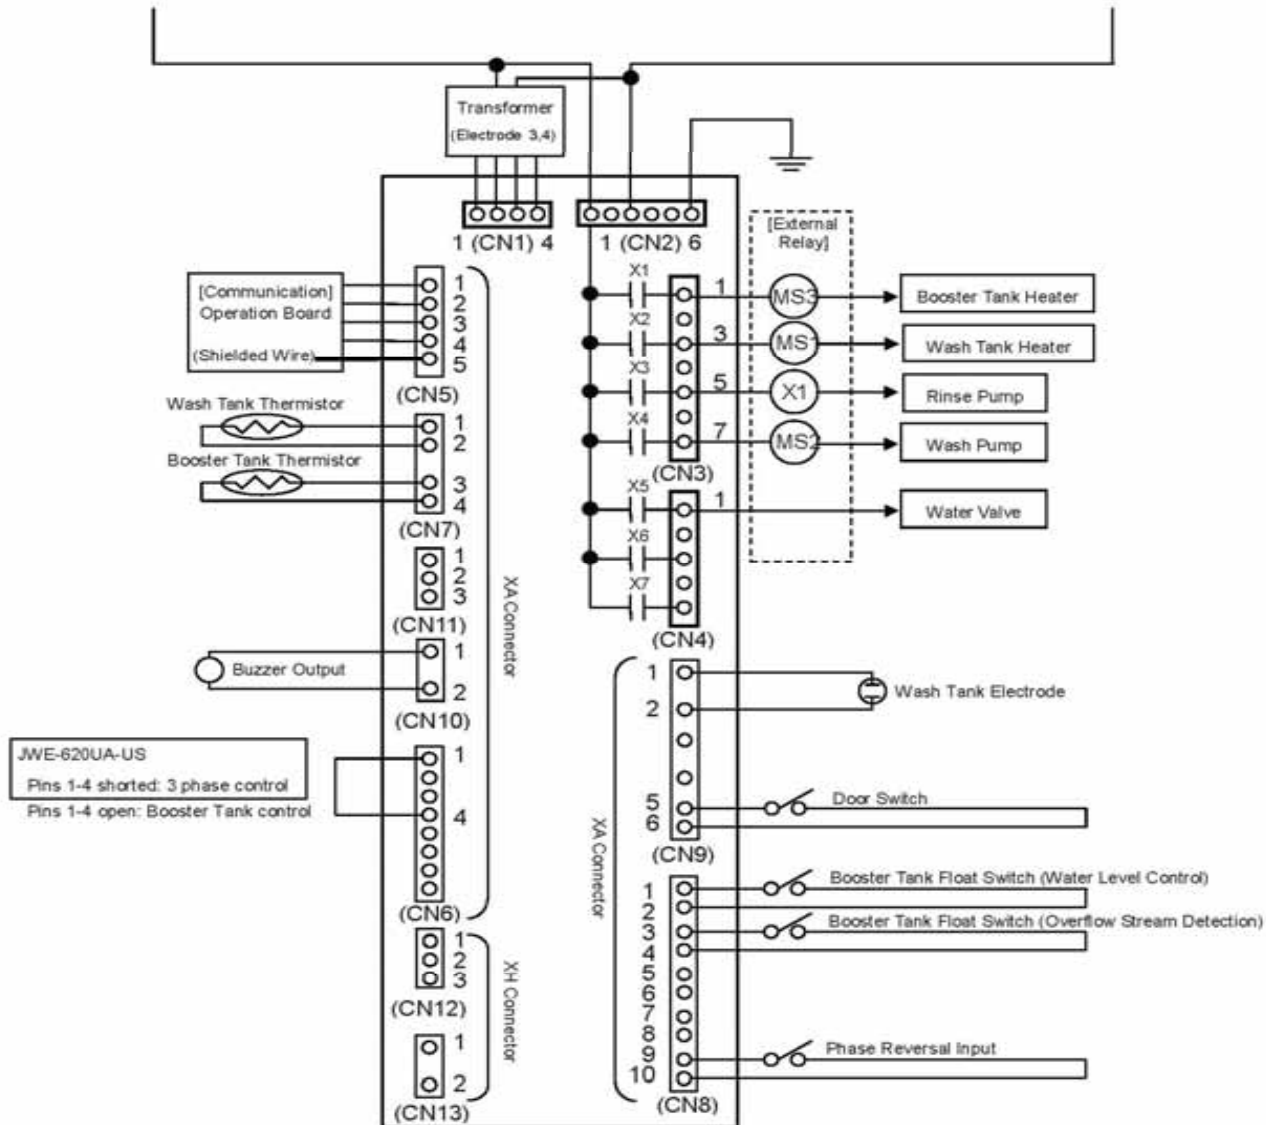 Transformer
(Electrode 3,4)
1 (CN1) 4
1 (CN2) 6
[External
Relay]
[Communication]
Operation Board
(Shielded Wire)
1
2
3
4
5
(CN5)
Wash Tank Thermistor
1
2
Booster Tank Thermistor
3
4
(CN7)
1
2
3
(CN11)
Buzzer Output
1
2
(CN10)
JWE-620UA-US
Pins 1-4 shorted: 3 phase control
Pins 1-4 open: Booster Tank control
1
4
(CN6)
XA Connector
1
2
3
(CN12)
1
2
(CN13)
XH Connector
X1
1
MS3
Booster Tank Heater
X2
3
MS1
Wash Tank Heater
X3
5
X1
Rinse Pump
X4
7
MS2
Wash Pump
(CN3)
X5
1
Water Valve
X6
X7
(CN4)
XA Connector
1
2
Wash Tank Electrode
5
6
Door Switch
(CN9)
1
Booster Tank Float Switch (Water Level Control)
2
3
Booster Tank Float Switch (Overflow Stream Detection)
4
5
6
7
8
9
Phase Reversal Input
10
(CN8)